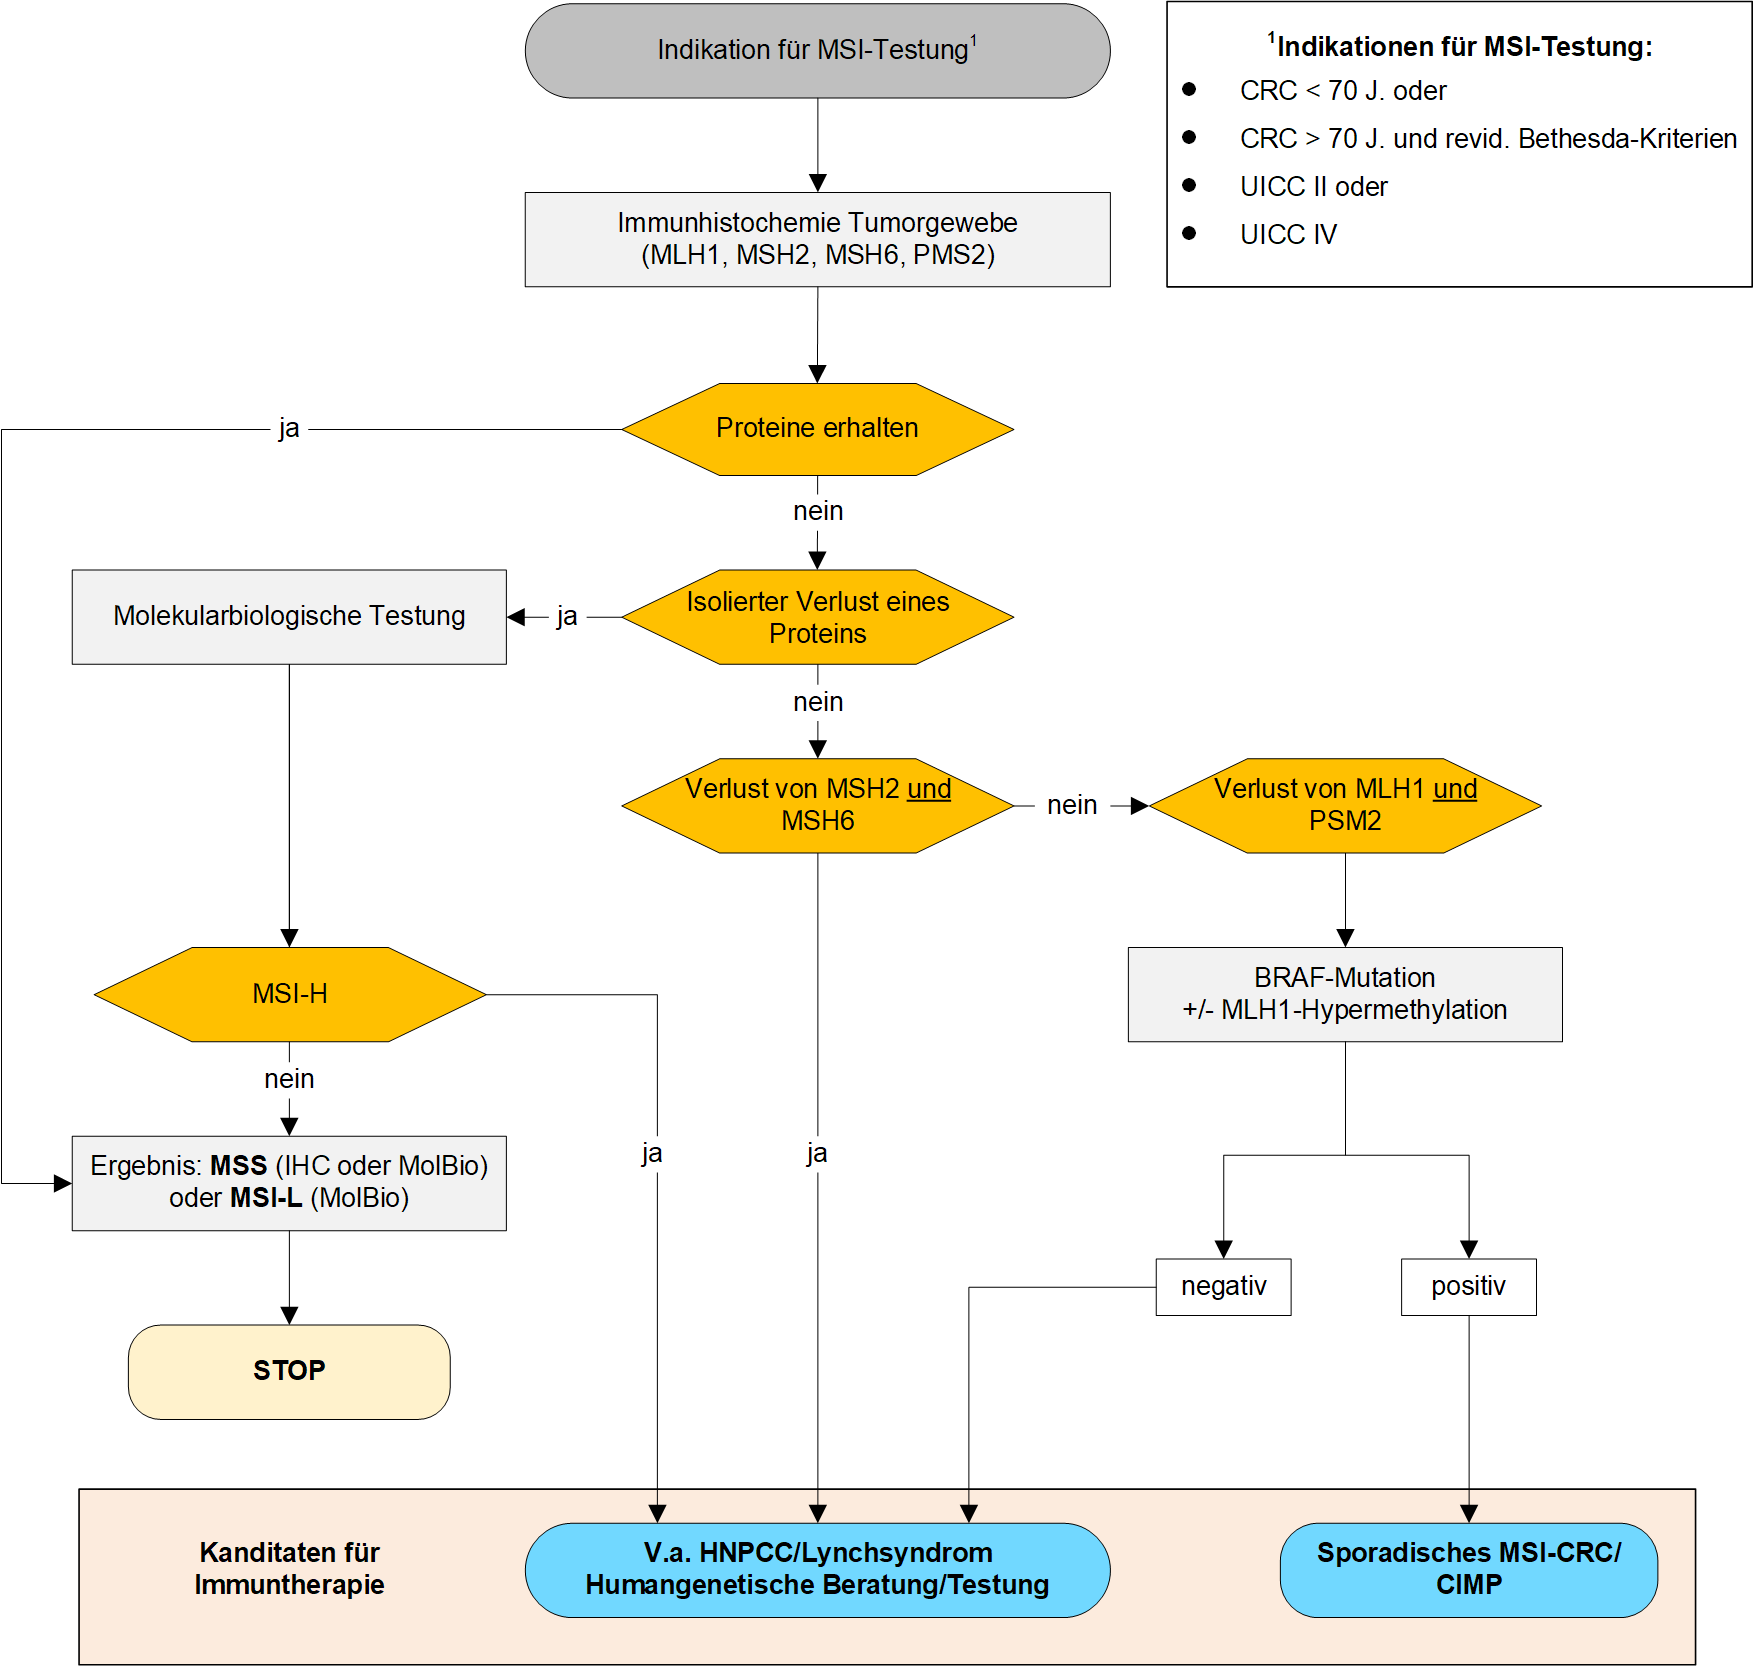 Indikation für MSI-Testung¹
¹Indikationen für MSI-Testung:
● CRC < 70 J. oder
● CRC > 70 J. und revid. Bethesda-Kriterien
● UICC II oder
● UICC IV
Immunhistochemie Tumorgewebe
(MLH1, MSH2, MSH6, PMS2)
Proteine erhalten
ja
nein
Isolierter Verlust eines
Proteins
ja
Molekularbiologische Testung
nein
Verlust von MSH2 und
MSH6
nein
Verlust von MLH1 und
PSM2
MSI-H
BRAF-Mutation
+/- MLH1-Hypermethylation
nein
ja
ja
Ergebnis: MSS (IHC oder MolBio)
oder MSI-L (MolBio)
negativ
positiv
STOP
Kanditaten für
Immuntherapie
V.a. HNPCC/Lynchsyndrom
Humangenetische Beratung/Testung
Sporadisches MSI-CRC/
CIMP